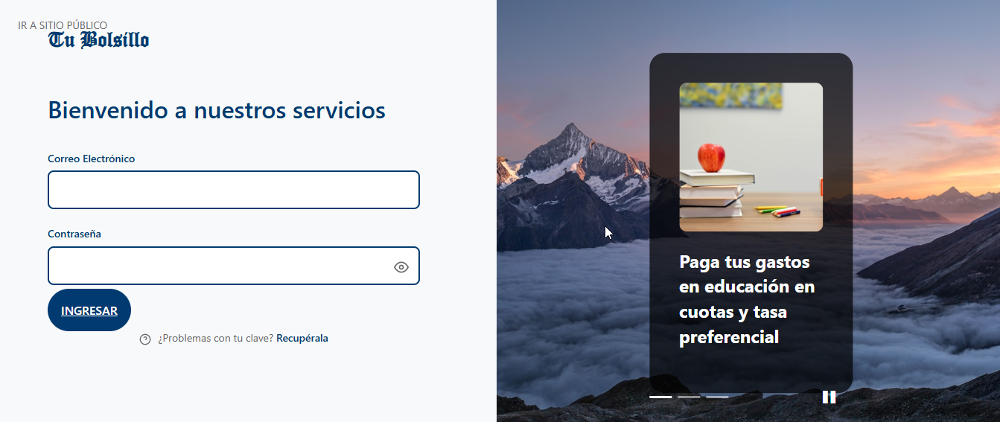 IR A SITIO PÚBLICO
Tu Bolsillo
Bienvenido a nuestros servicios
Correo Electrónico
Contraseña
INGRESAR
¿Problemas con tu clave? Recupérala
Paga tus gastos
en educación en
cuotas y tasa
preferencial